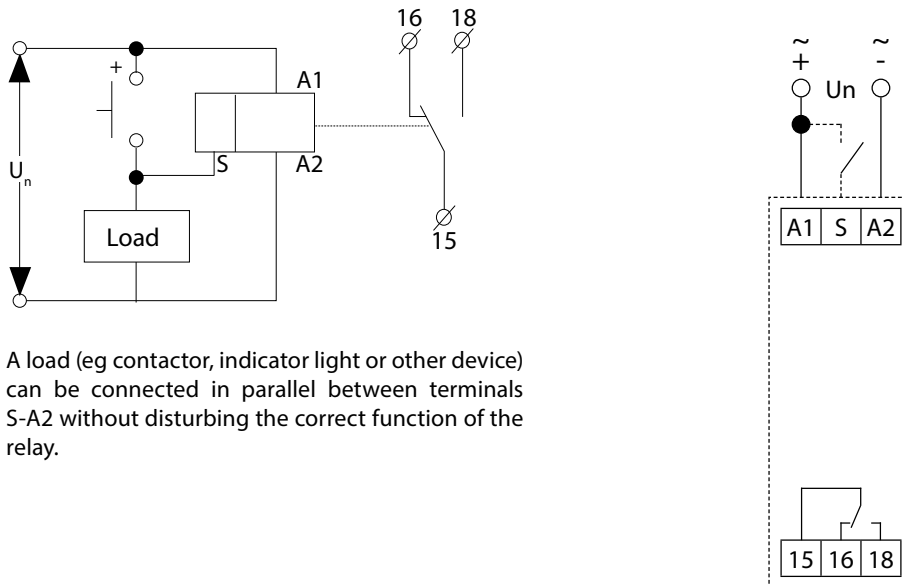 16 18
+
A1
S A2
Un
Load
15
A load (eg contactor, indicator light or other device)
can be connected in parallel between terminals
S-A2 without disturbing the correct function of the
relay.
~ ~
+ -
Un
A1 S A2
15 16 18